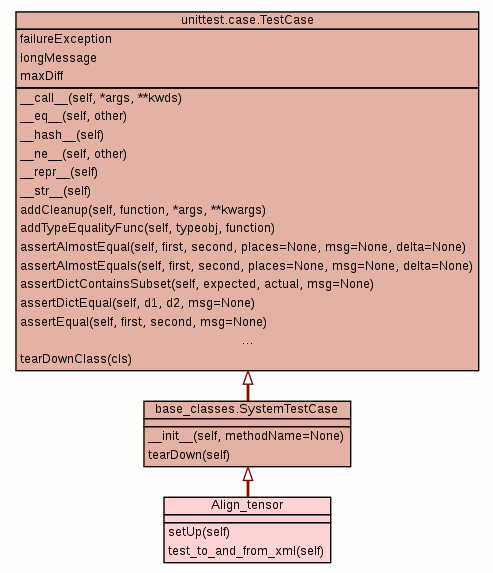 unittest.case.TestCase
failureException
longMessage
maxDiff
__call__(self, *args, **kwds)
__eq__(self, other)
__hash__(self)
__ne__(self, other)
__repr__(self)
__str__(self)
addCleanup(self, function, *args, **kwargs)
addTypeEqualityFunc(self, typeobj, function)
assertAlmostEqual(self, first, second, places=None, msg=None, delta=None)
assertAlmostEquals(self, first, second, places=None, msg=None, delta=None)
assertDictContainsSubset(self, expected, actual, msg=None)
assertDictEqual(self, d1, d2, msg=None)
assertEqual(self, first, second, msg=None)
...
tearDownClass(cls)
base_classes.SystemTestCase
__init__(self, methodName=None)
tearDown(self)
Align_tensor
setUp(self)
test_to_and_from_xml(self)